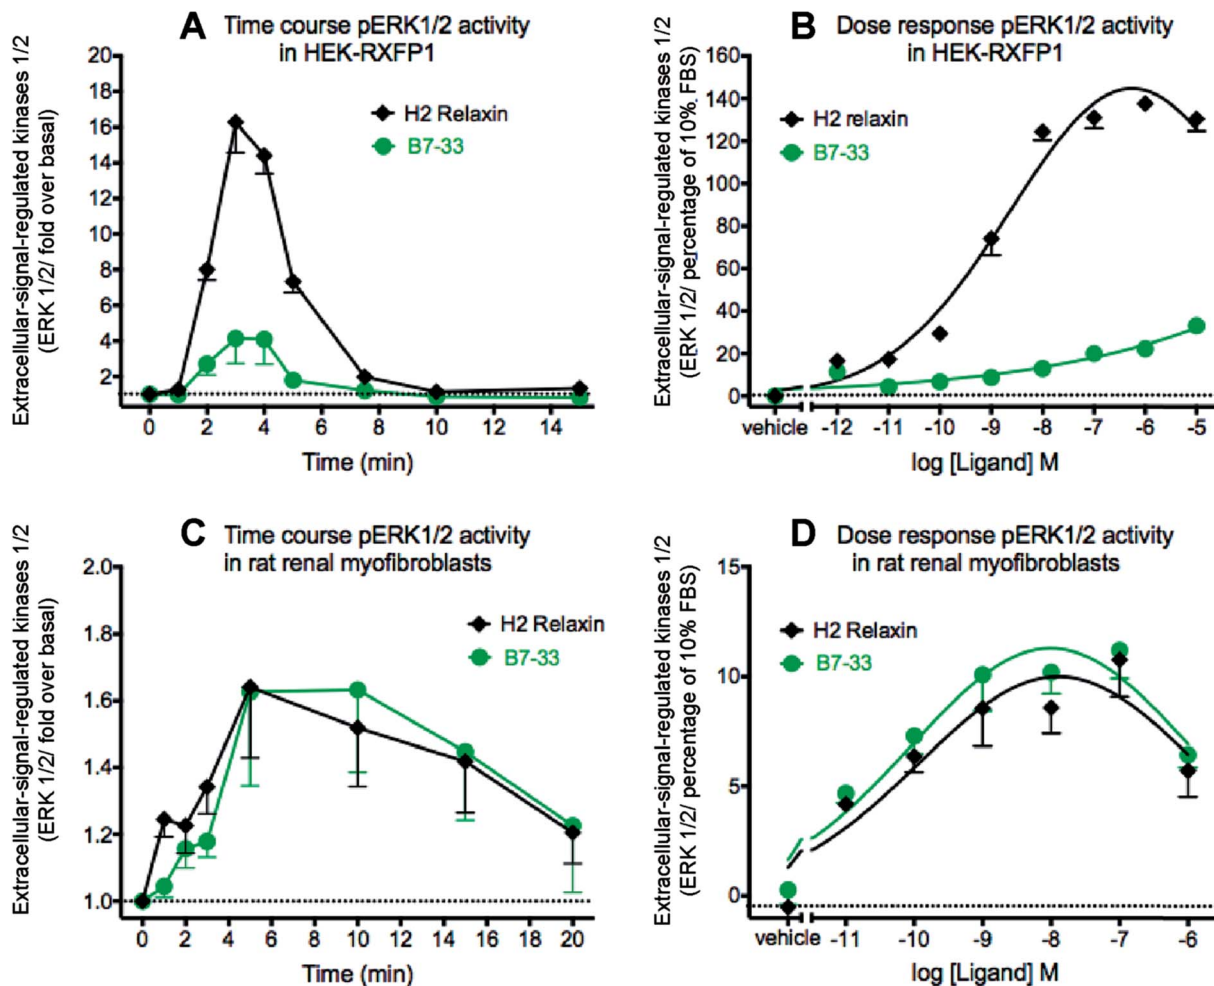 A Time course pERK1/2 activity
in HEK-RXFP1
Extracellular-signal-regulated kinases 1/2
(ERK 1/2/ fold over basal)
20
18
16
14
12
10
8
6
4
2
H2 Relaxin
B7-33
0 2 4 6 8 10 12 14
Time (min)
B Dose response pERK1/2 activity
in HEK-RXFP1
Extracellular-signal-regulated kinases 1/2
(ERK 1/2/ percentage of 10%. FBS)
160
140
120
100
80
60
40
20
0
H2 relaxin
B7-33
vehicle -12 -11 -10 -9 -8 -7 -6 -5
log [Ligand] M
C Time course pERK1/2 activity
in rat renal myofibroblasts
Extracellular-signal-regulated kinases 1/2
(ERK 1/2/ fold over basal)
2.0
1.8
1.6
1.4
1.2
1.0
H2 Relaxin
B7-33
0 2 4 6 8 10 12 14 16 18 20
Time (min)
D Dose response pERK1/2 activity
in rat renal myofibroblasts
Extracellular-signal-regulated kinases 1/2
(ERK 1/2/ percentage of 10% FBS)
15
10
5
0
H2 Relaxin
B7-33
vehicle -11 -10 -9 -8 -7 -6
log [Ligand] M